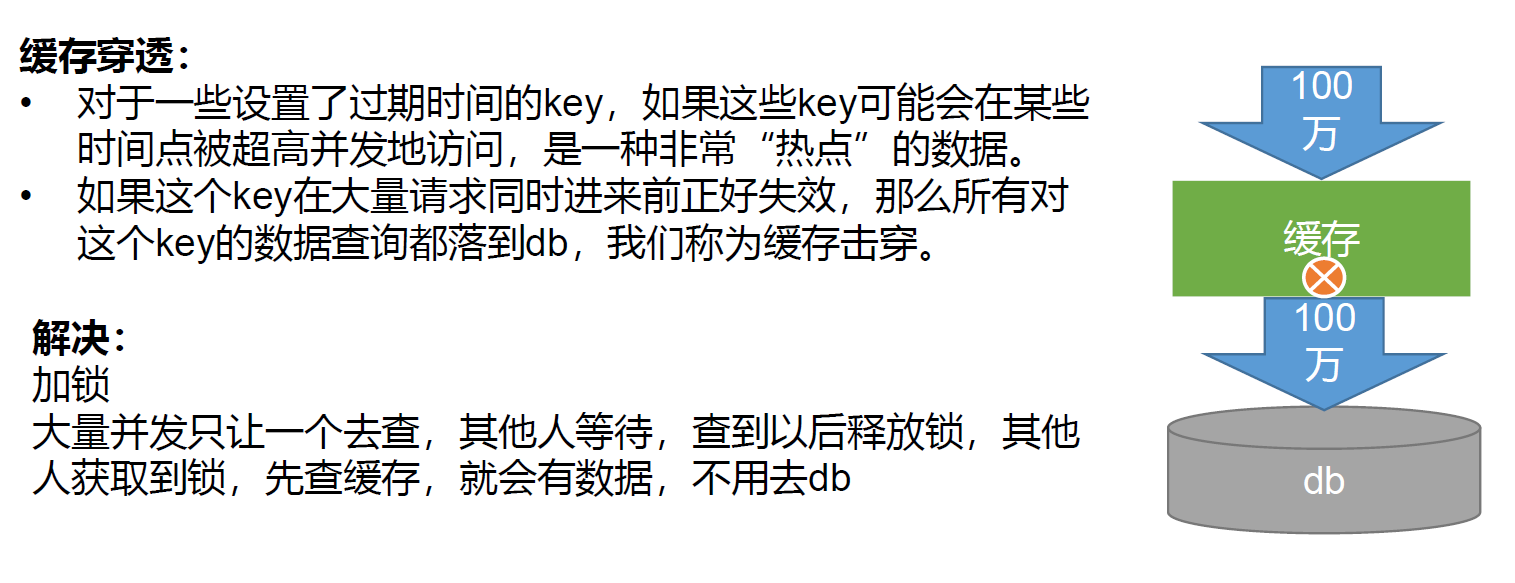 缓存穿透：
• 对于一些设置了过期时间的key，如果这些key可能会在某些
时间点被超高并发地访问，是一种非常“热点”的数据。
• 如果这个key在大量请求同时进来前正好失效，那么所有对
这个key的数据查询都落到db，我们称为缓存击穿。
解决：
加锁
大量并发只让一个去查，其他人等待，查到以后释放锁，其他
人获取到锁，先查缓存，就会有数据，不用去db
100
万
缓存
100
万
db